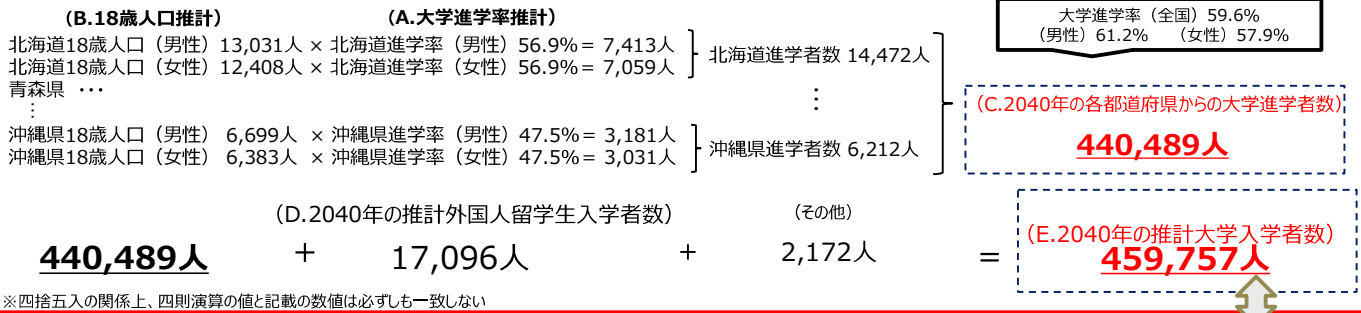 (B.18歳人口推計)
(A.大学進学率推計)
大学進学率（全国）59.6%
（男性）61.2%　（女性）57.9%
北海道18歳人口（男性）13,031人 × 北海道進学率（男性）56.9%＝ 7,413人
北海道18歳人口（女性）12,408人 × 北海道進学率（女性）56.9%＝ 7,059人
北海道進学者数 14,472人
青森県 ・・・
⋮
⋮
沖縄県18歳人口（男性） 6,699人 ×沖縄県進学率（男性）47.5%＝ 3,181人
沖縄県18歳人口（女性） 6,383人 ×沖縄県進学率（女性）47.5%＝ 3,031人
沖縄県進学者数 6,212人
（C.2040年の各都道府県からの大学進学者数）
440,489人
（D.2040年の推計外国人留学生入学者数）
（その他）
（E.2040年の推計大学入学者数）
440,489人 ＋ 17,096人 ＋ 2,172人 ＝ 459,757人
※四捨五入の関係上、四則演算の値と記載の数値は必ずしも一致しない